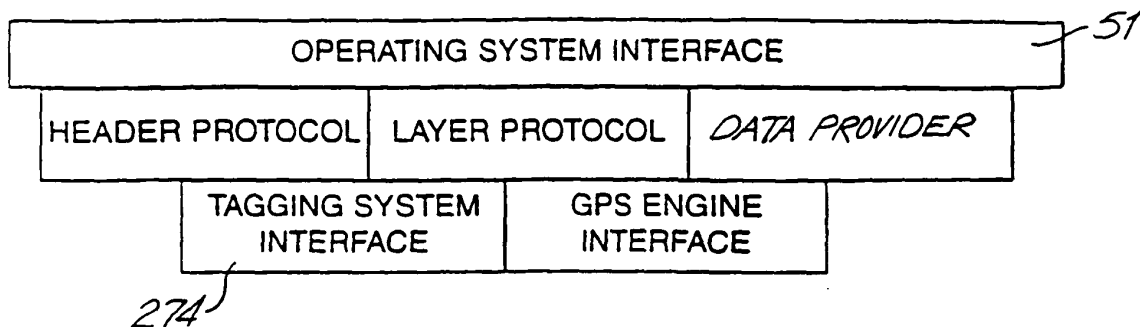 OPERATING SYSTEM INTERFACE
51
HEADER PROTOCOL
LAYER PROTOCOL
DATA PROVIDER
TAGGING SYSTEM
INTERFACE
GPS ENGINE
INTERFACE
274